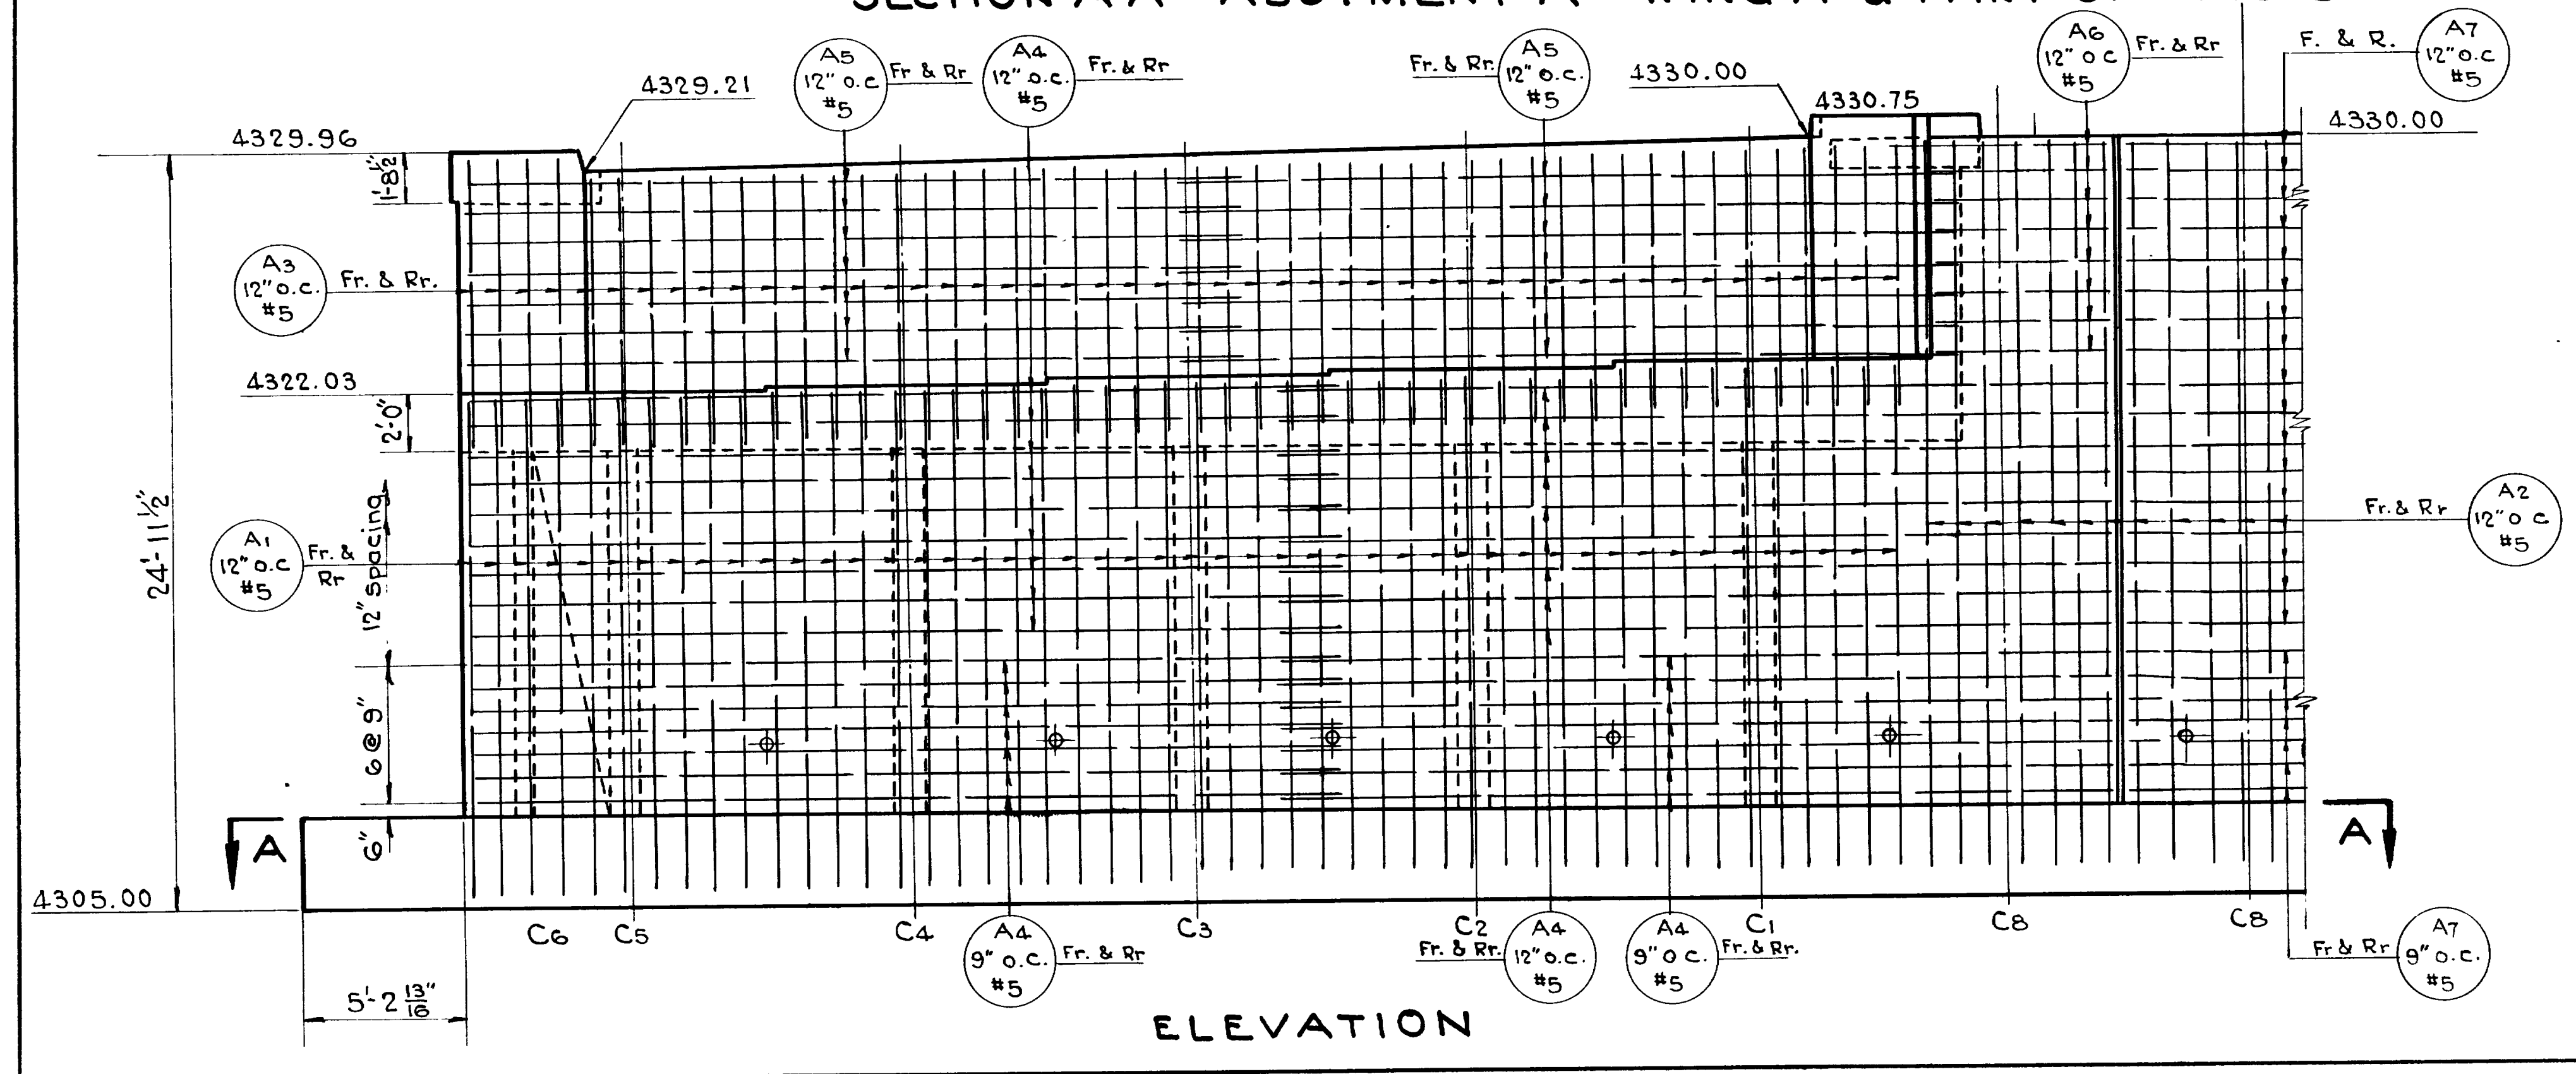 A5
12" O.C
#5
Fr & Rr
A4
12" O.C.
#5
Fr. & Rr
Fr. & Rr.
A5
12" O.C.
#5
A6
12" O C
#5
Fr. & Rr
F. & R.
A7
12" O.C
#5
4329.21
4330.00
4330.75
4329.96
4330.00
1'-8½"
A3
12" O.C.
#5
Fr. & Rr.
4322.03
2'-0"
24'-11½"
12" spacing
A1
12" O.C
#5
Fr. &
Rr
Fr. & Rr
A2
12" O C
#5
6@9"
6"
A
A
4305.00
C6
C5
C4
C3
C2
C1
C8
C8
A4
9" O.C.
#5
Fr. & Rr
Fr. & Rr.
A4
12" O.C.
#5
A4
9" O C.
#5
Fr. & Rr.
Fr & Rr
A7
9" O.C.
#5
5'-2 13/16"
ELEVATION